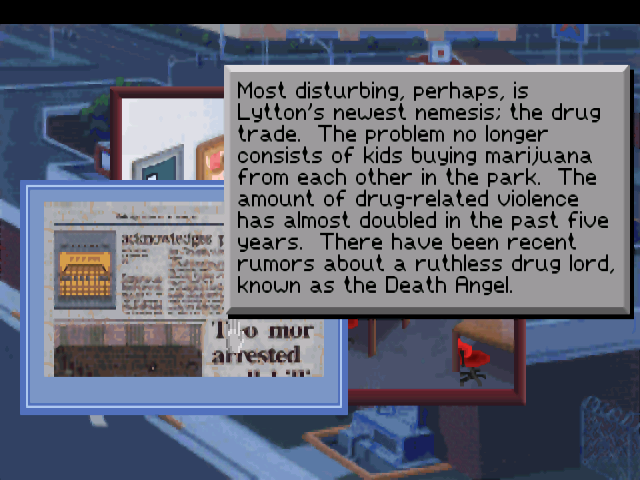 Most disturbing, perhaps, is
Lytton's newest nemesis; the drug
trade.  The problem no longer
consists of kids buying marijuana
from each other in the park.  The
amount of drug-related violence
has almost doubled in the past five
years.  There have been recent
rumors about a ruthless drug lord,
known as the Death Angel.
acknowledges
mor
arrested